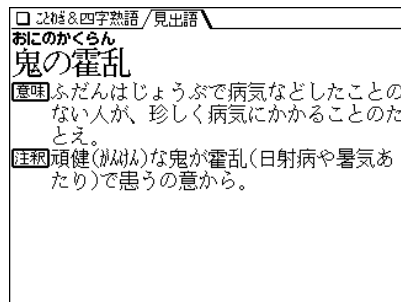 □ ことわざ&四字熟語/見出語
おにのかくらん
鬼の霍乱
意味 ふだんはじょうぶで病気などしたことの
ない人が、珍しく病気にかかることのた
とえ。
注釈 頑健(がんけん)な鬼が霍乱(日射病や暑気あ
たり)で患うの意から。